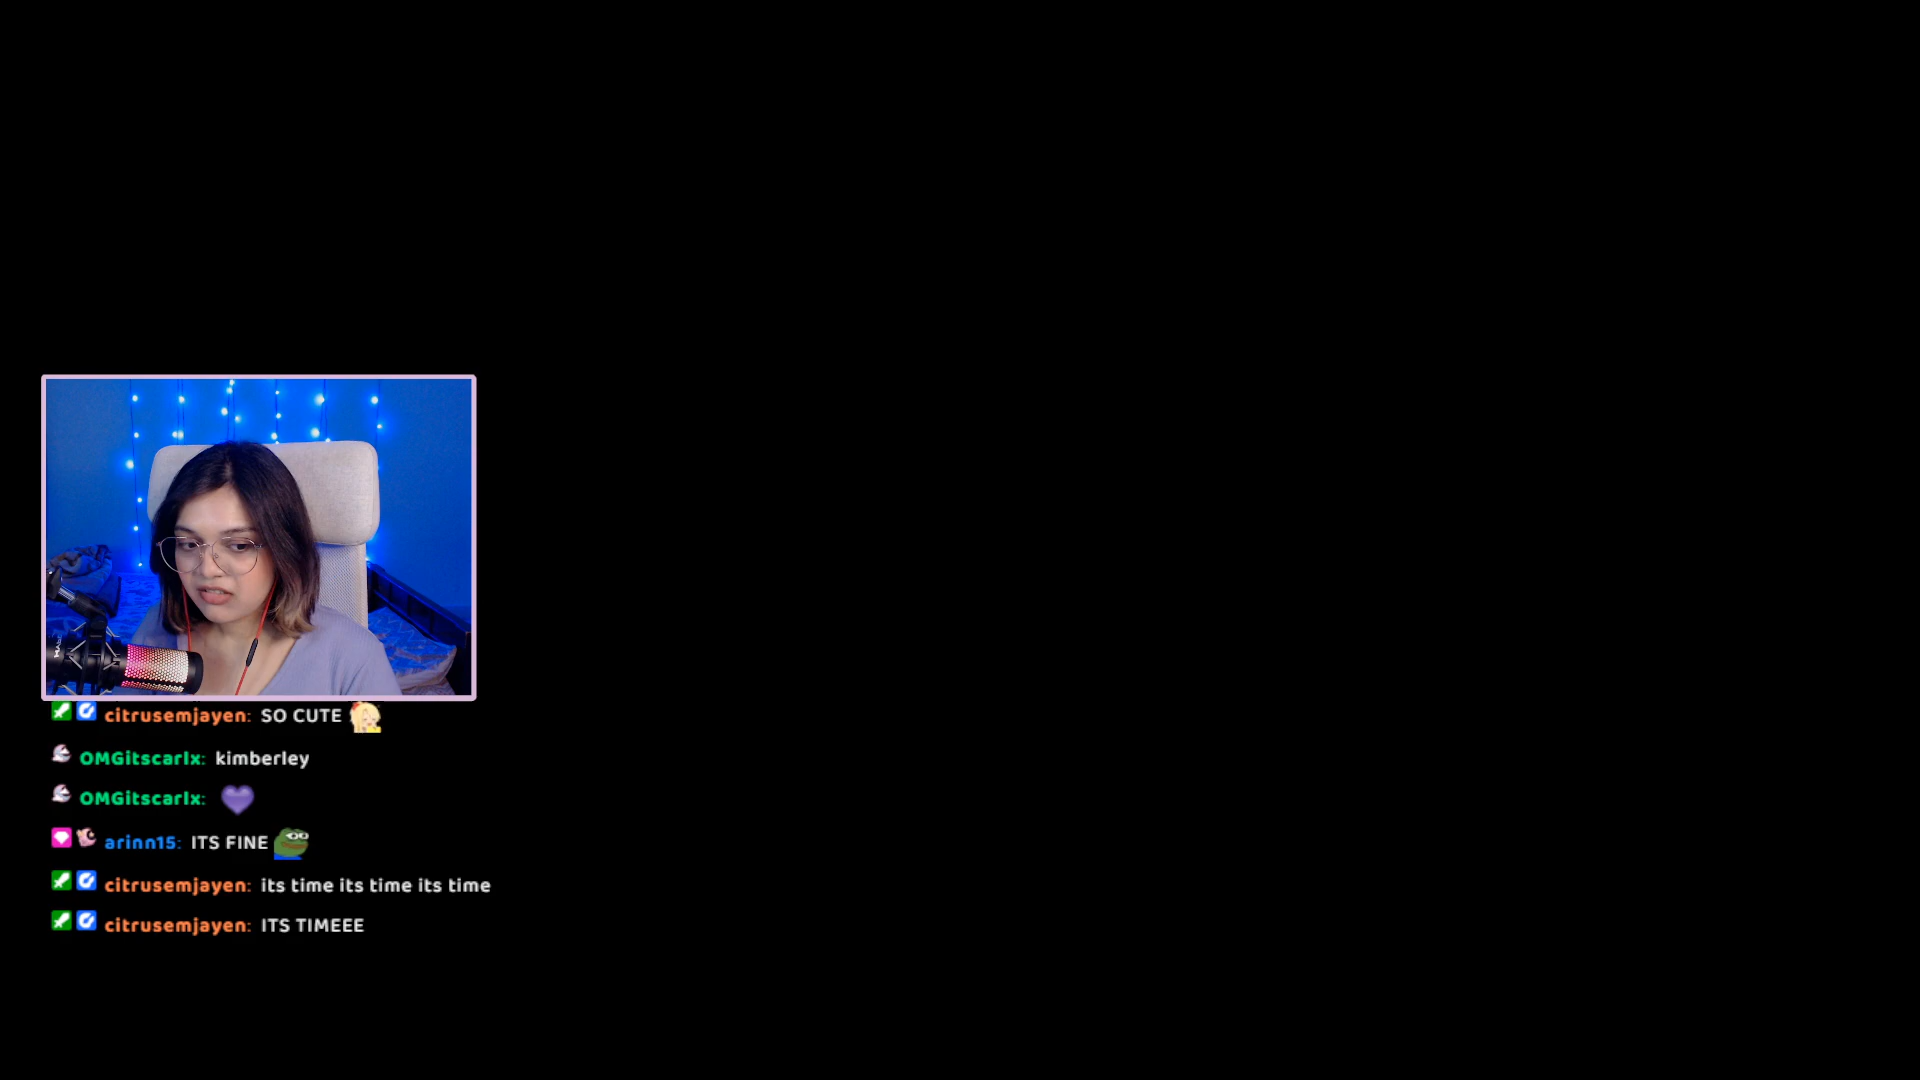 citrusemjayen: SO CUTE
OMGitscarlx: kimberley
OMGitscarlx:
arinn15: ITS FINE
citrusemjayen: its time its time its time
citrusemjayen: ITS TIMEEE